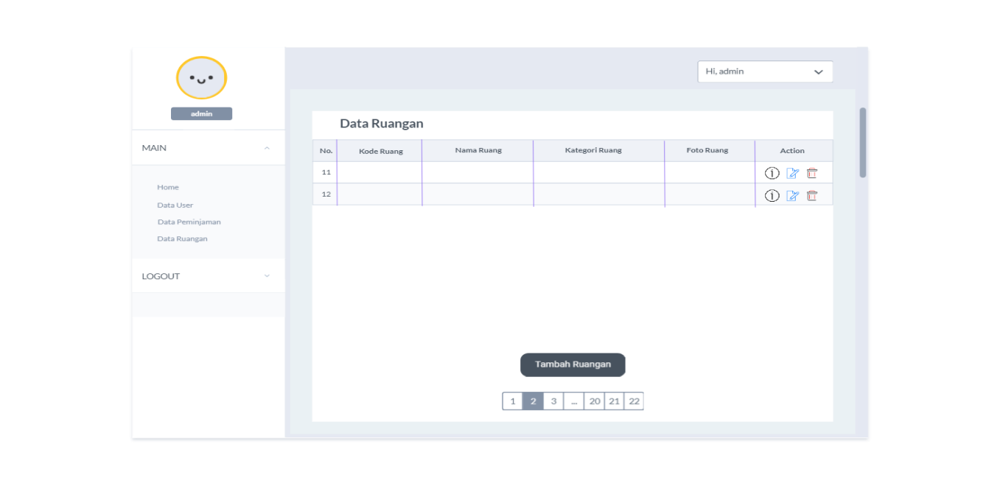 Hi, admin
admin
MAIN
Home
Data User
Data Peminjaman
Data Ruangan
LOGOUT
Data Ruangan
No. Kode Ruang Nama Ruang Kategori Ruang Foto Ruang Action
11
12
Tambah Ruangan
1 2 3 ... 20 21 22